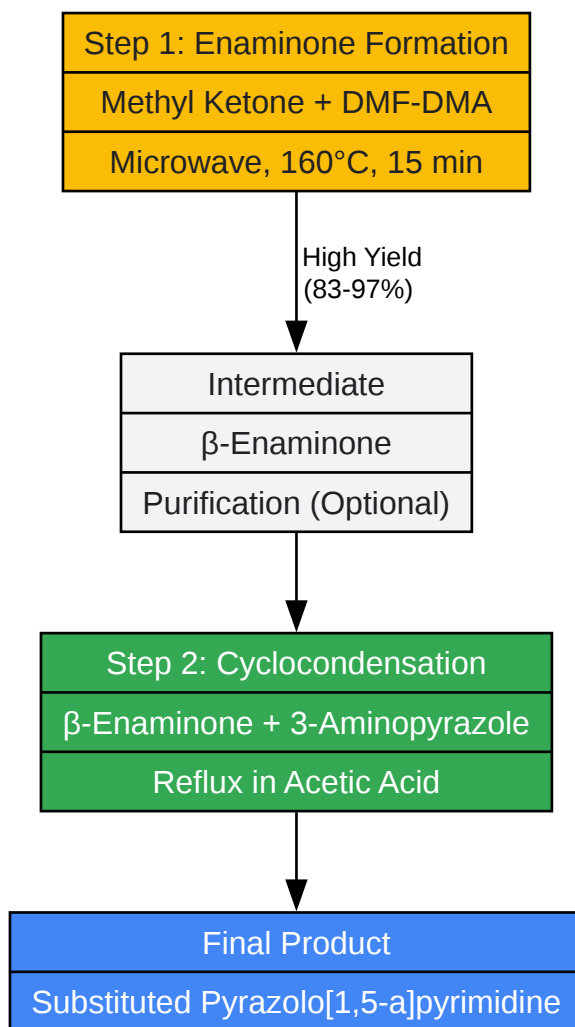 Step 1: Enaminone Formation
Methyl Ketone + DMF-DMA
Microwave, 160°C, 15 min
High Yield
(83-97%)
Intermediate
β-Enaminone
Purification (Optional)
Step 2: Cyclocondensation
β-Enaminone + 3-Aminopyrazole
Reflux in Acetic Acid
Final Product
Substituted Pyrazolo[1,5-a]pyrimidine